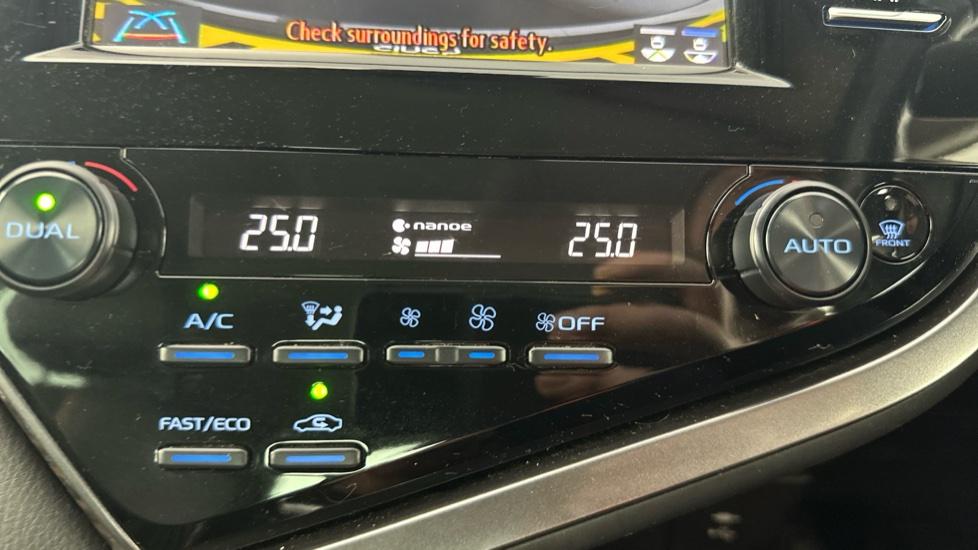 Check surroundings for safety.
DUAL
25.0
nanoe
25.0
AUTO
FRONT
A/C
OFF
FAST/ECO